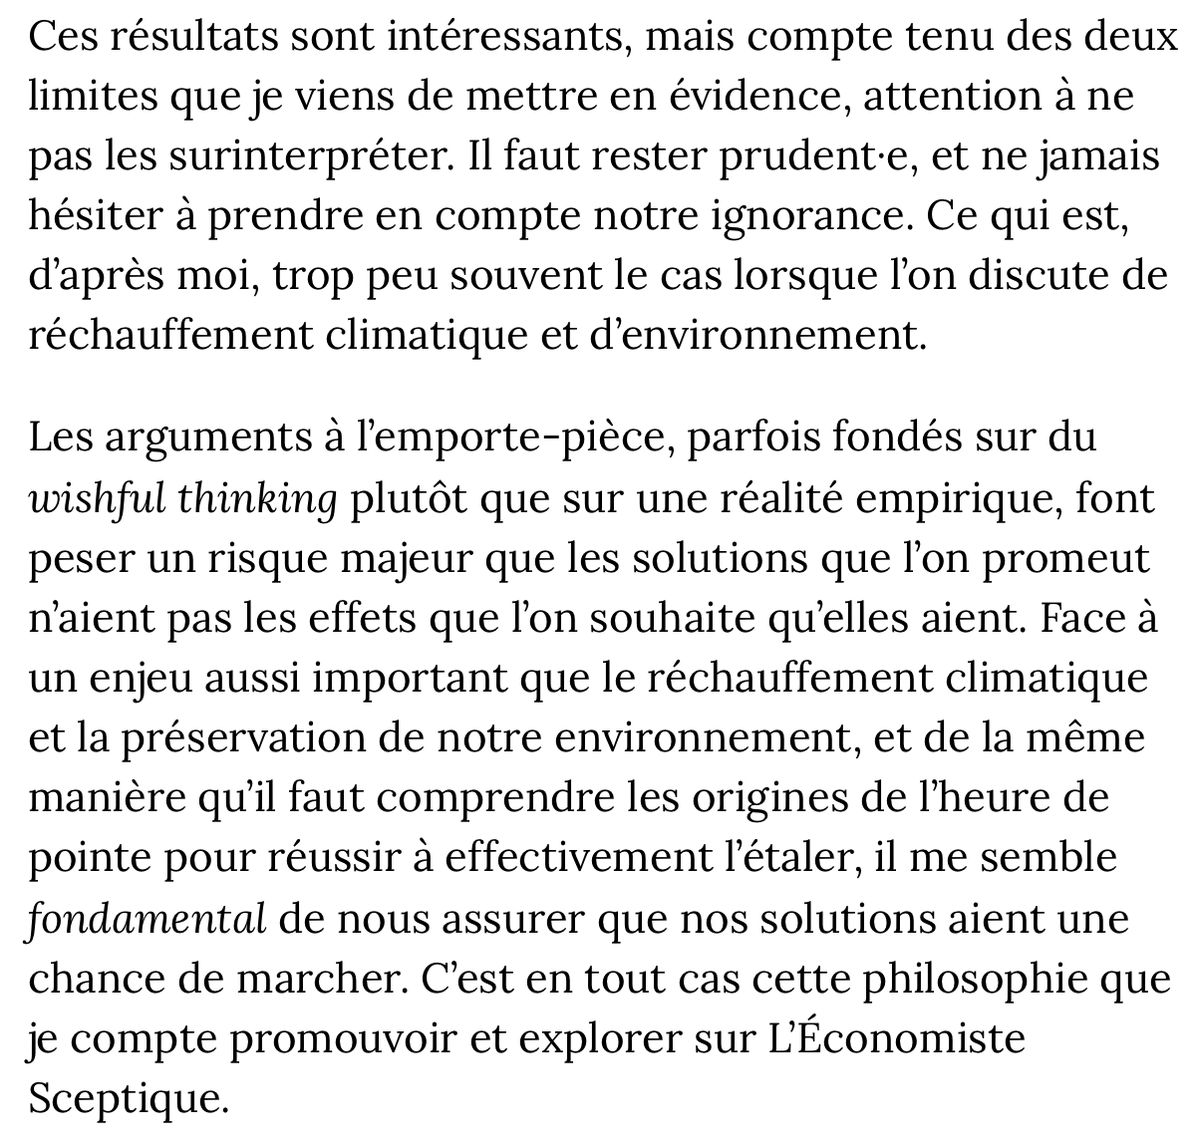 Ces résultats sont intéressants, mais compte tenu des deux
limites que je viens de mettre en évidence, attention à ne
pas les surinterpréter. Il faut rester prudent·e, et ne jamais
hésiter à prendre en compte notre ignorance. Ce qui est,
d’après moi, trop peu souvent le cas lorsque l’on discute de
réchauffement climatique et d’environnement.
Les arguments à l’emporte-pièce, parfois fondés sur du
wishful thinking plutôt que sur une réalité empirique, font
peser un risque majeur que les solutions que l’on promeut
n’aient pas les effets que l’on souhaite qu’elles aient. Face à
un enjeu aussi important que le réchauffement climatique
et la préservation de notre environnement, et de la même
manière qu’il faut comprendre les origines de l’heure de
pointe pour réussir à effectivement l’étaler, il me semble
fondamental de nous assurer que nos solutions aient une
chance de marcher. C’est en tout cas cette philosophie que
je compte promouvoir et explorer sur L’Économiste
Sceptique.